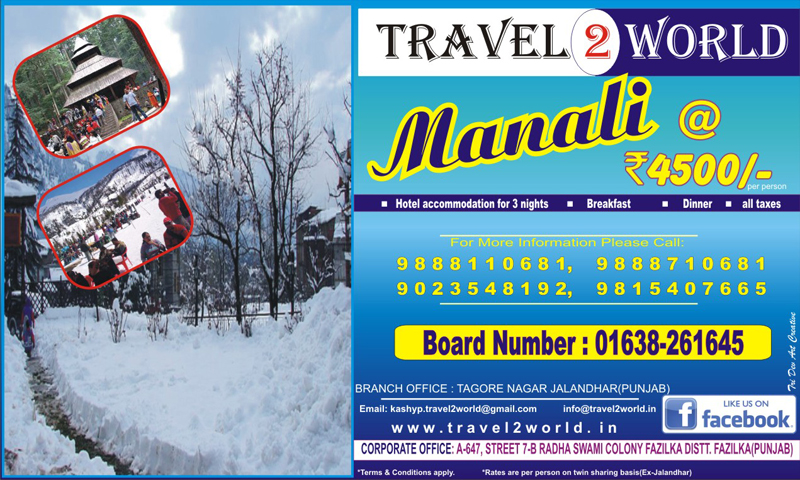 TRAVEL 2 WORLD
Manali @
₹4500/-
per person
▪ Hotel accommodation for 3 nights ▪ Breakfast ▪ Dinner ▪ all taxes
For More Information Please Call:
9888110681, 9888710681
9023548192, 9815407665
Board Number : 01638-261645
BRANCH OFFICE : TAGORE NAGAR JALANDHAR(PUNJAB)
Email: kashyp.travel2world@gmail.com info@travel2world.in
www.travel2world.in
LIKE US ON
facebook
CORPORATE OFFICE: A-647, STREET 7-B RADHA SWAMI COLONY FAZILKA DISTT. FAZILKA(PUNJAB)
*Terms & Conditions apply. *Rates are per person on twin sharing basis(Ex-Jalandhar)
Tri Dev Art Creative